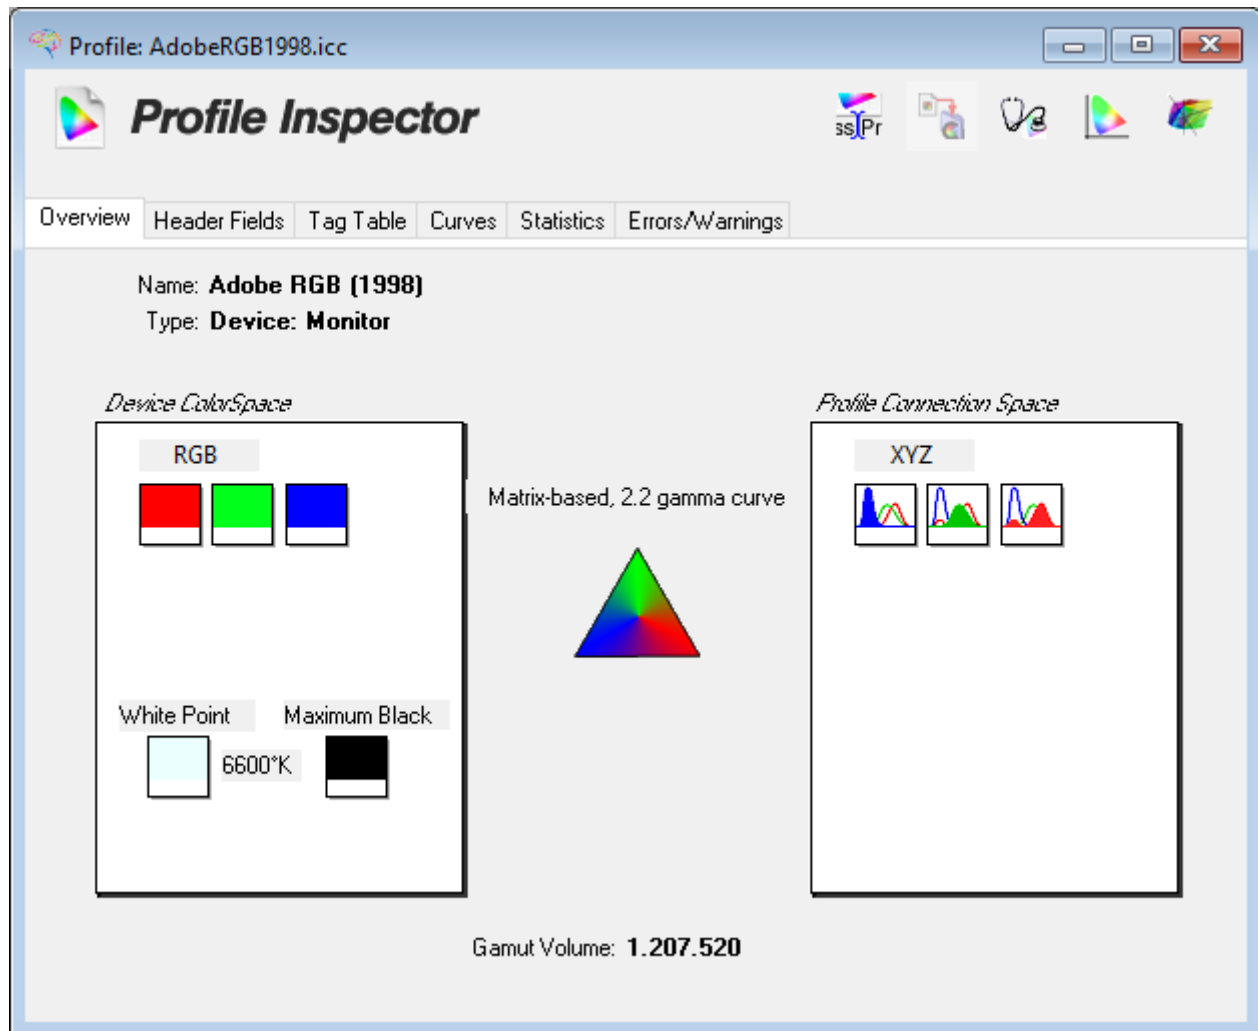 Profile: AdobeRGB1998.icc
Profile Inspector
ss Pr
Overview Header Fields Tag Table Curves Statistics Errors/Warnings
Name: Adobe RGB (1998)
Type: Device: Monitor
Device ColorSpace
Profile Connection Space
RGB
XYZ
Matrix-based, 2.2 gamma curve
White Point Maximum Black
6600°K
Gamut Volume: 1.207.520